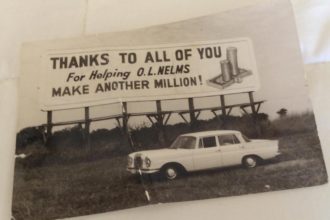 THANKS TO ALL OF YOU
For Helping O.L.NELMS
MAKE ANOTHER MILLION!